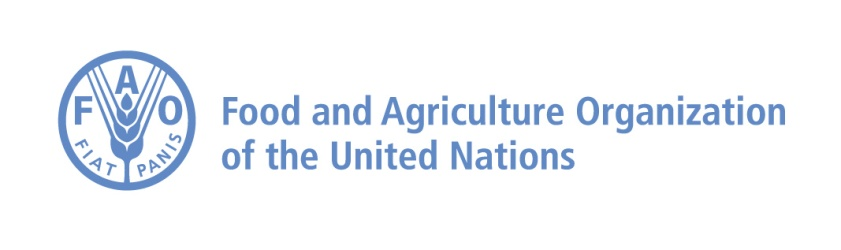 F A O
FIAT PANIS
Food and Agriculture Organization
of the United Nations